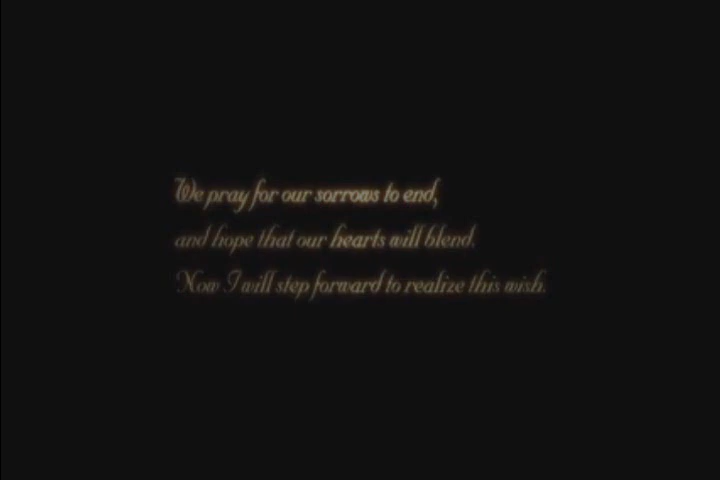 We pray for our sorrows to end,
and hope that our hearts will blend.
Now I will step forward to realize this wish.